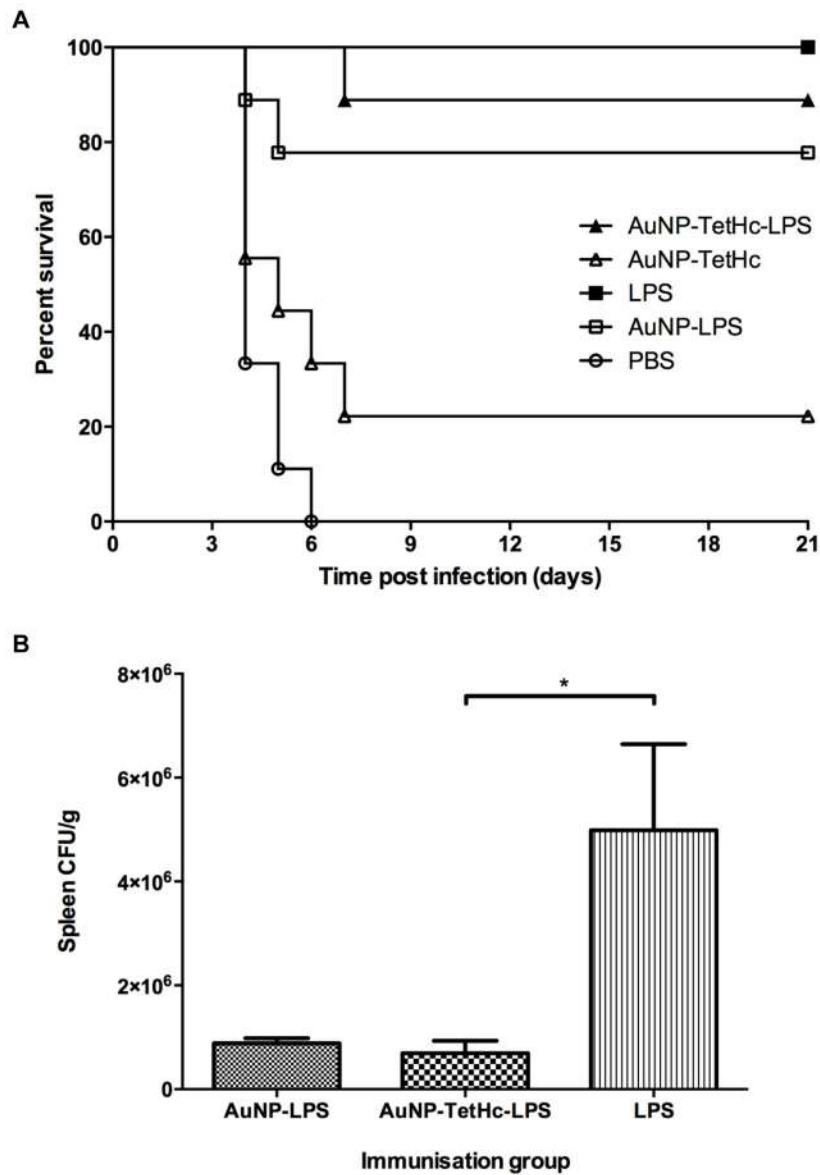 A
100
80
60
40
20
0
Percent survival
AuNP-TetHc-LPS
AuNP-TetHc
LPS
AuNP-LPS
PBS
0 3 6 9 12 15 18 21
Time post infection (days)
B
8×10⁶
6×10⁶
4×10⁶
2×10⁶
0
Spleen CFU/g
*
AuNP-LPS AuNP-TetHc-LPS LPS
Immunisation group